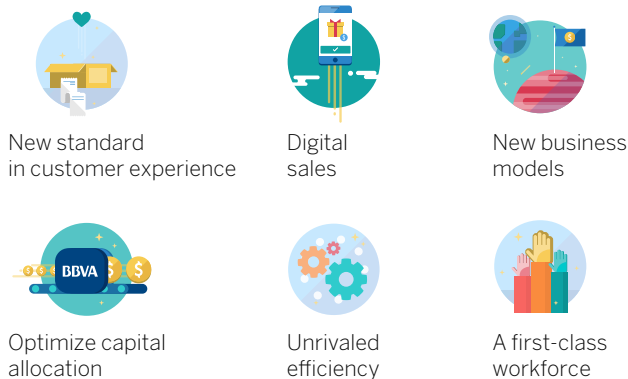 New standard
in customer experience
Digital
sales
New business
models
BBVA
Optimize capital
allocation
Unrivaled
efficiency
A first-class
workforce